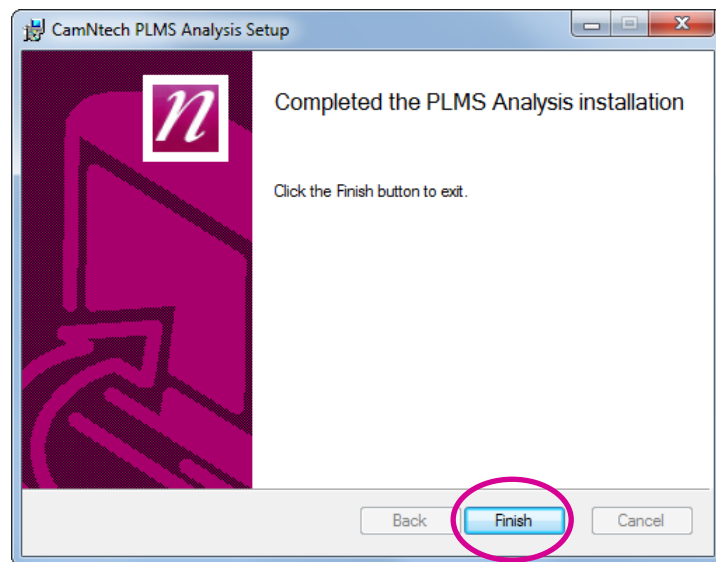 CamNtech PLMS Analysis Setup
n
Completed the PLMS Analysis installation
Click the Finish button to exit.
Back Finish Cancel